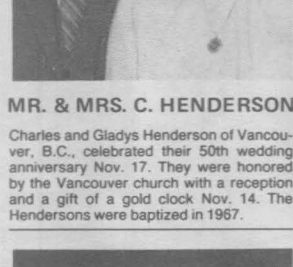 MR. & MRS. C. HENDERSON
Charles and Gladys Henderson of Vancou-
ver, B.C., celebrated their 50th wedding
anniversary Nov. 17. They were honored
by the Vancouver church with a reception
and a gift of a gold clock Nov. 14. The
Hendersons were baptized in 1967.